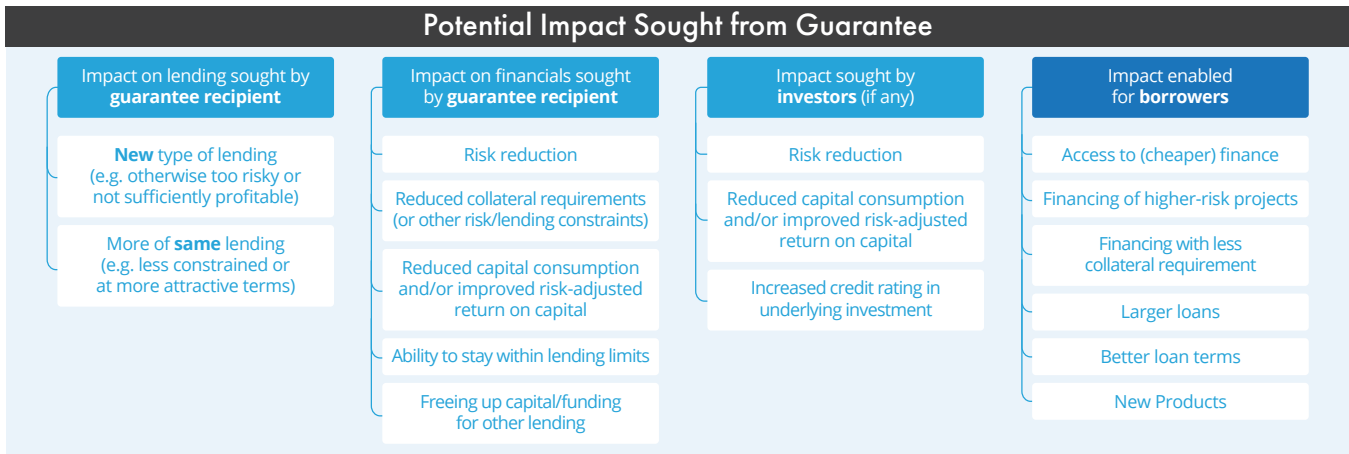 Potential Impact Sought from Guarantee
Impact on lending sought by
guarantee recipient
New type of lending
(e.g. otherwise too risky or
not sufficiently profitable)
More of same lending
(e.g. less constrained or
at more attractive terms)
Impact on financials sought
by guarantee recipient
Risk reduction
Reduced collateral requirements
(or other risk/lending constraints)
Reduced capital consumption
and/or improved risk-adjusted
return on capital
Ability to stay within lending limits
Freeing up capital/funding
for other lending
Impact sought by
investors (if any)
Risk reduction
Reduced capital consumption
and/or improved risk-adjusted
return on capital
Increased credit rating in
underlying investment
Impact enabled
for borrowers
Access to (cheaper) finance
Financing of higher-risk projects
Financing with less
collateral requirement
Larger loans
Better loan terms
New Products